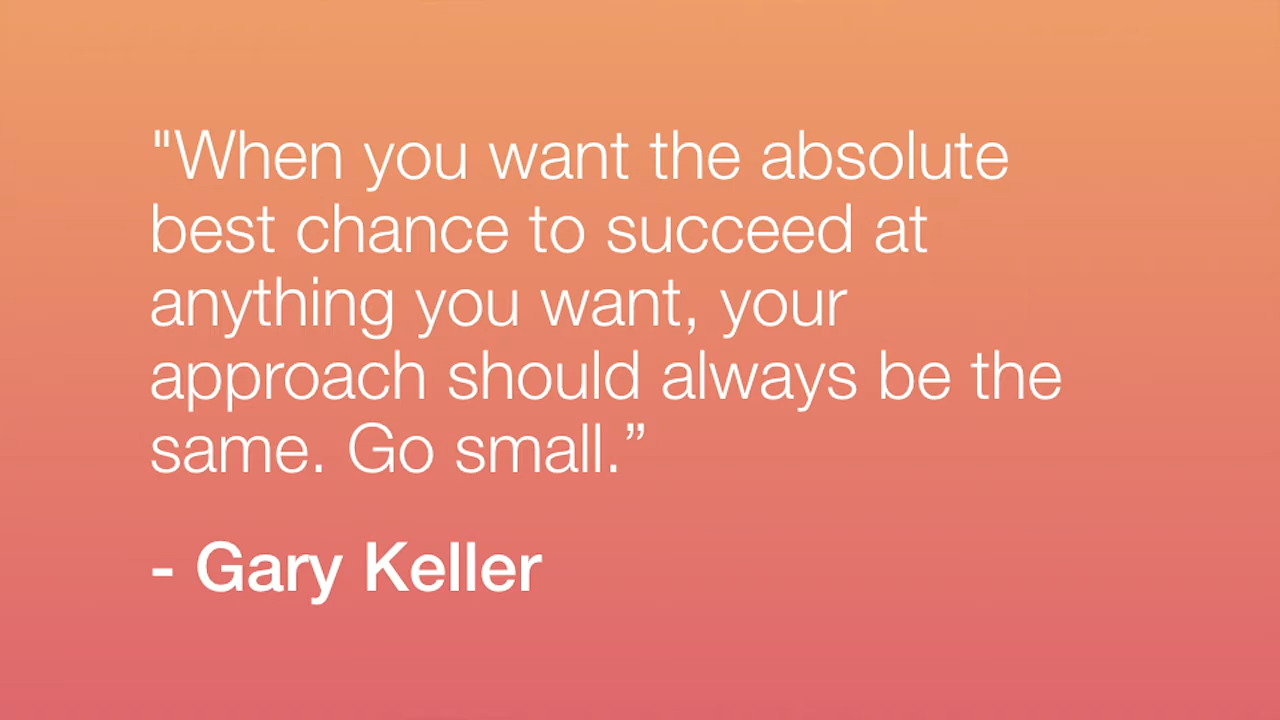 "When you want the absolute
best chance to succeed at
anything you want, your
approach should always be the
same. Go small.”
- Gary Keller